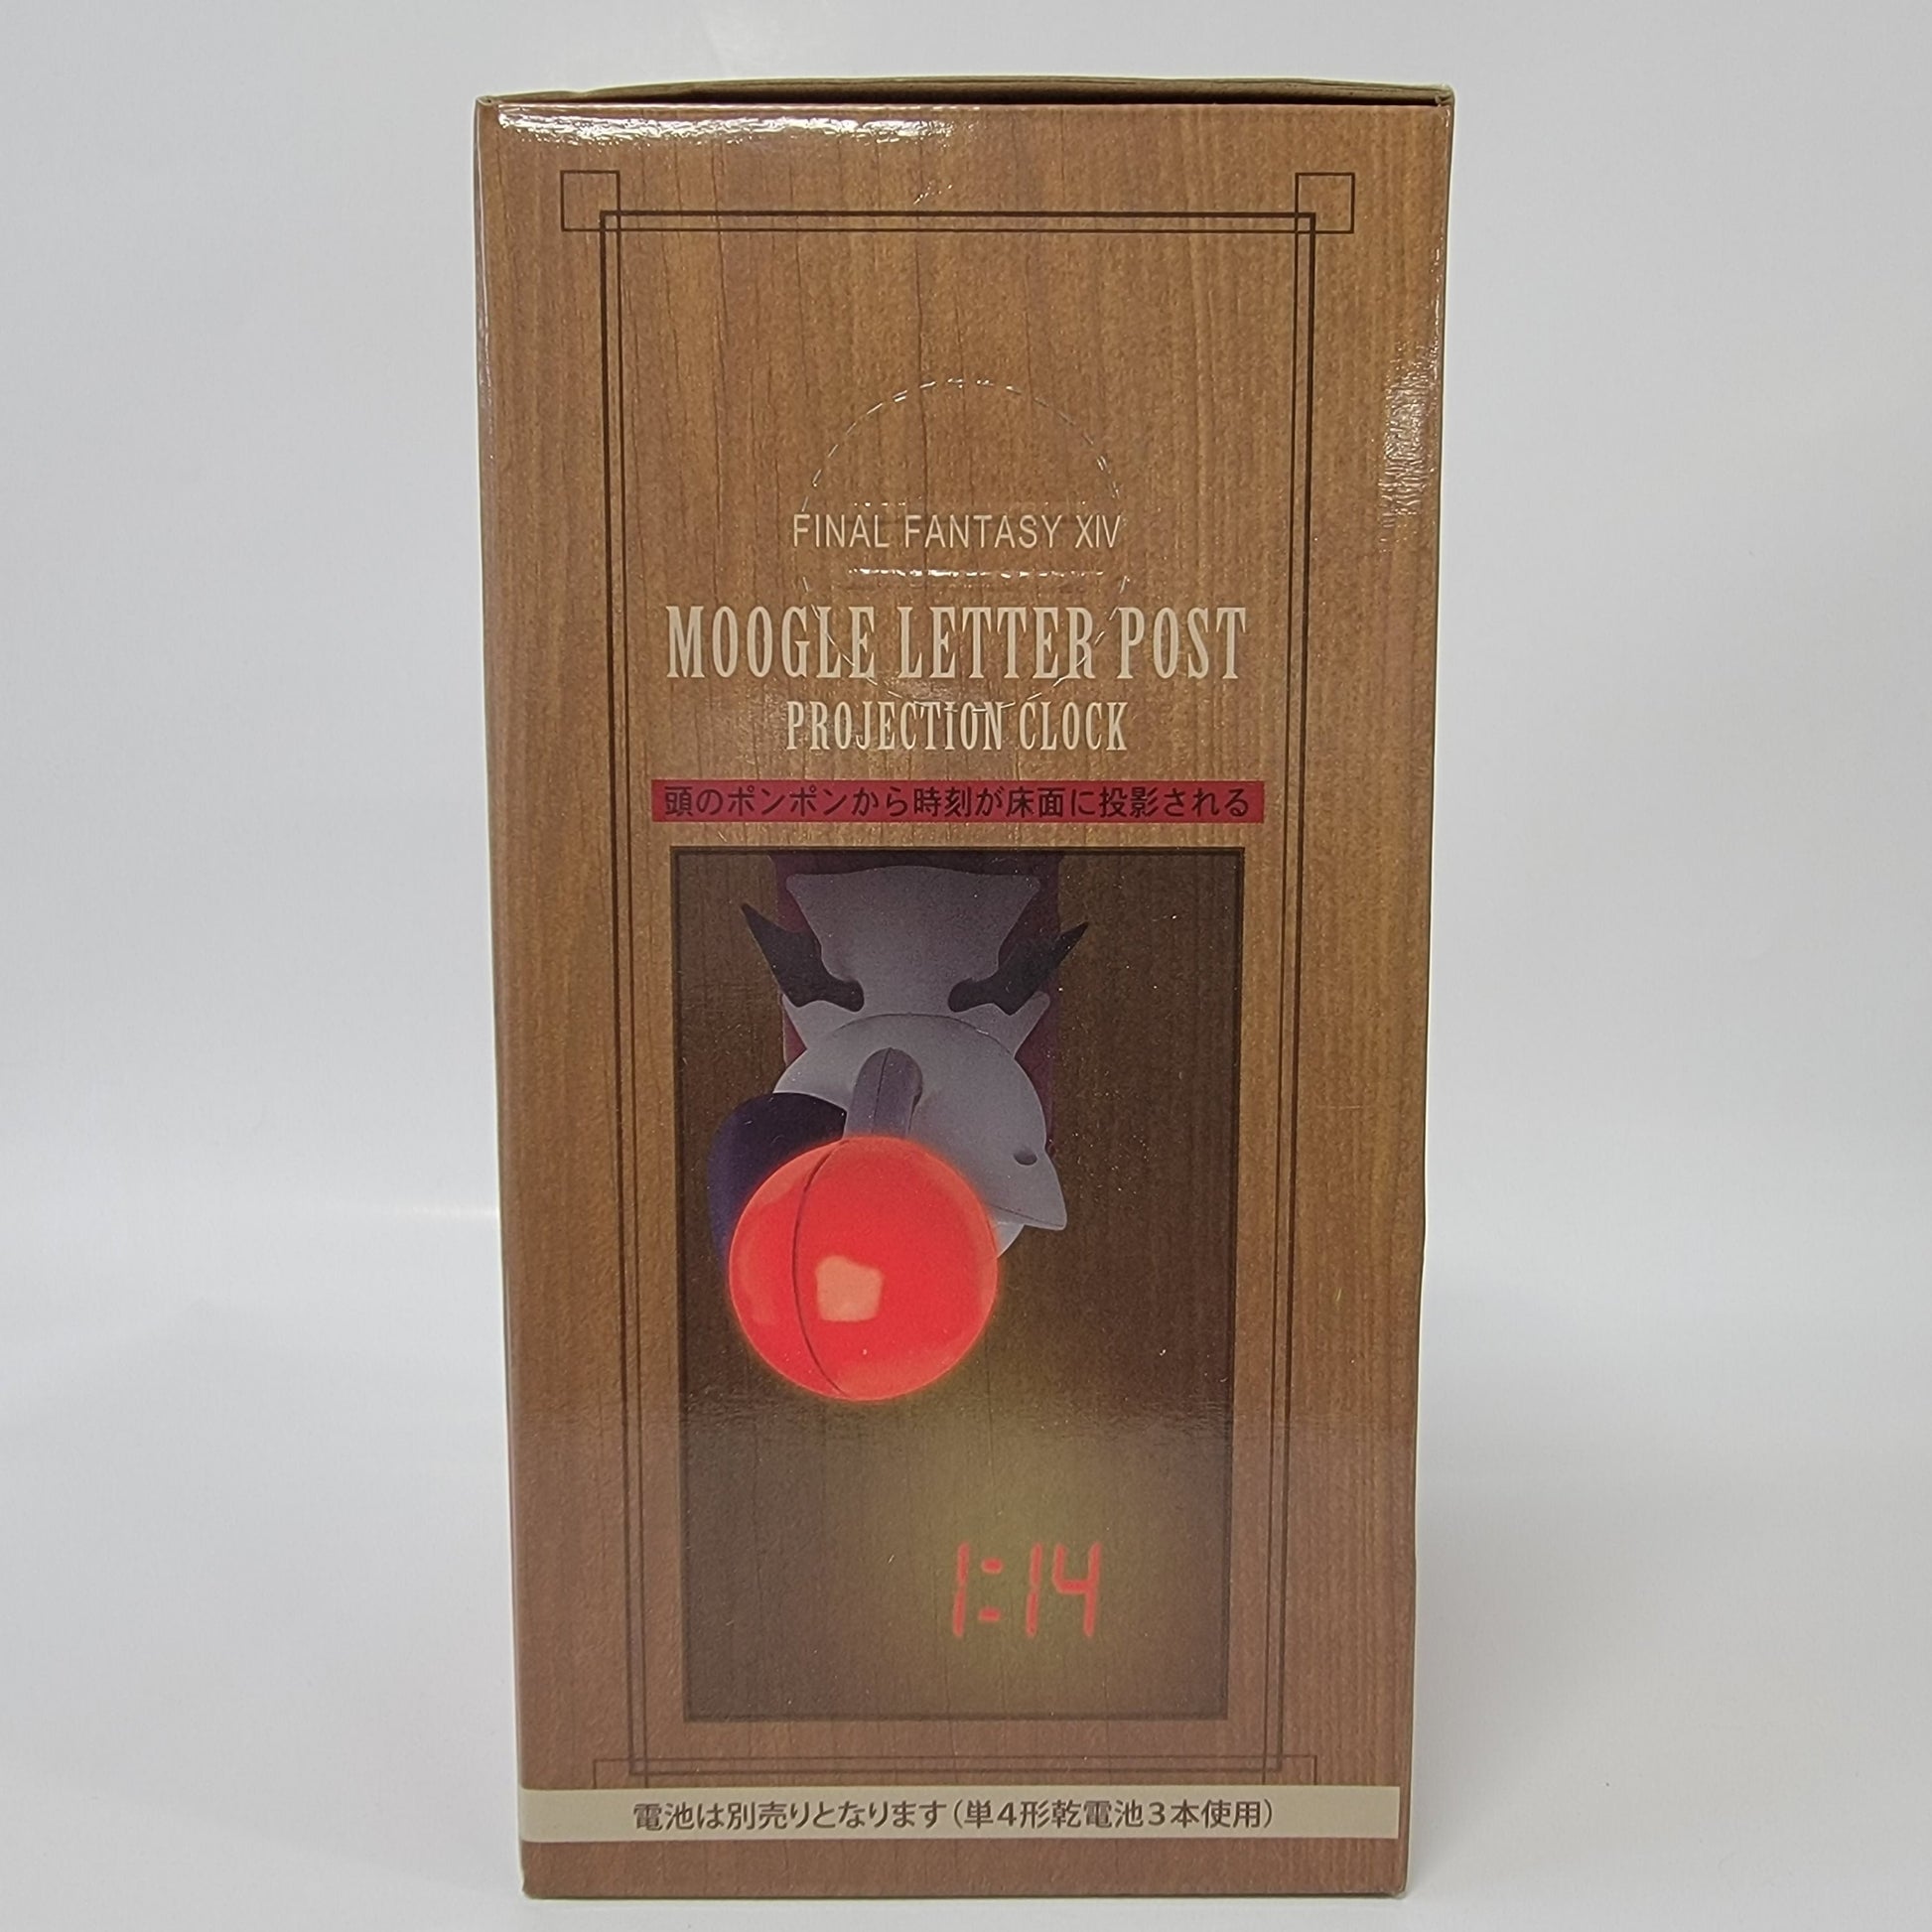 FINAL FANTASY XIV
MOOGLE LETTER POST
PROJECTION CLOCK
頭のポンポンから時刻が床面に投影される
1:14
電池は別売りとなります(単4形乾電池3本使用)